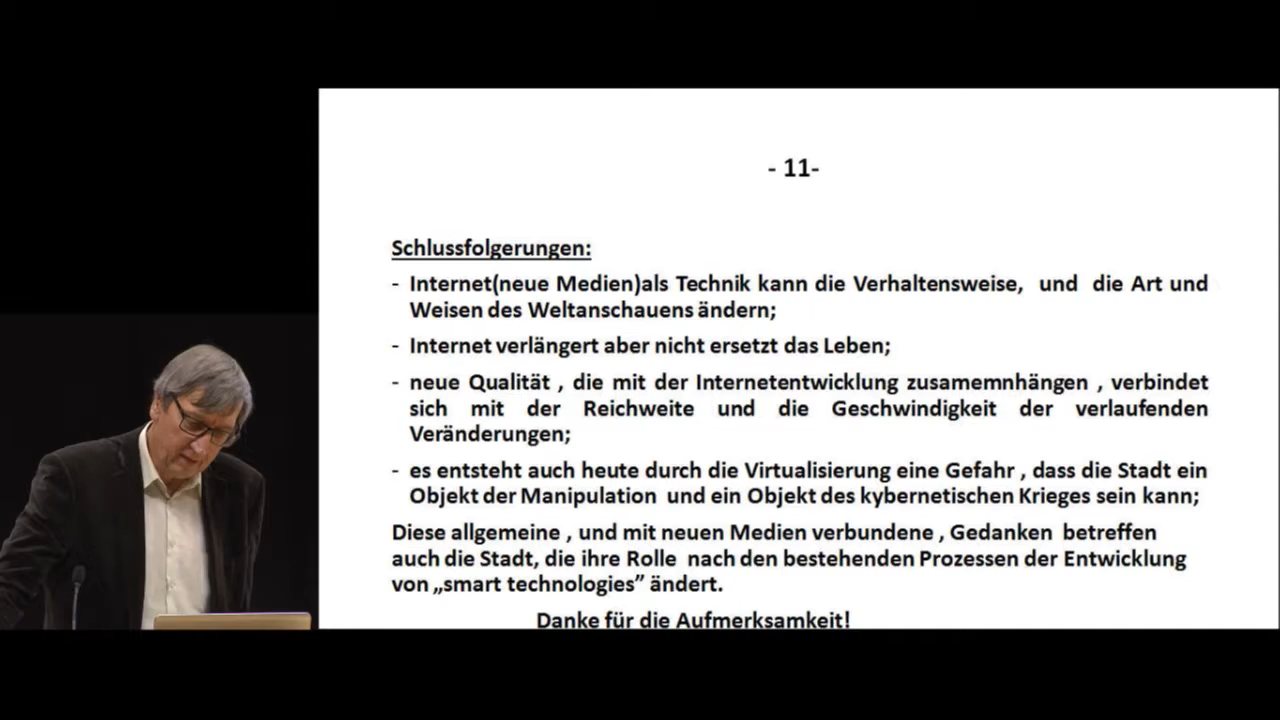 - 11-
Schlussfolgerungen:
- Internet(neue Medien)als Technik kann die Verhaltensweise, und die Art und
Weisen des Weltanschauens ändern;
- Internet verlängert aber nicht ersetzt das Leben;
- neue Qualität , die mit der Internetentwicklung zusamemnhängen , verbindet
sich mit der Reichweite und die Geschwindigkeit der verlaufenden
Veränderungen;
- es entsteht auch heute durch die Virtualisierung eine Gefahr , dass die Stadt ein
Objekt der Manipulation und ein Objekt des kybernetischen Krieges sein kann;
Diese allgemeine , und mit neuen Medien verbundene , Gedanken betreffen
auch die Stadt, die ihre Rolle nach den bestehenden Prozessen der Entwicklung
von „smart technologies” ändert.
Danke für die Aufmerksamkeit!